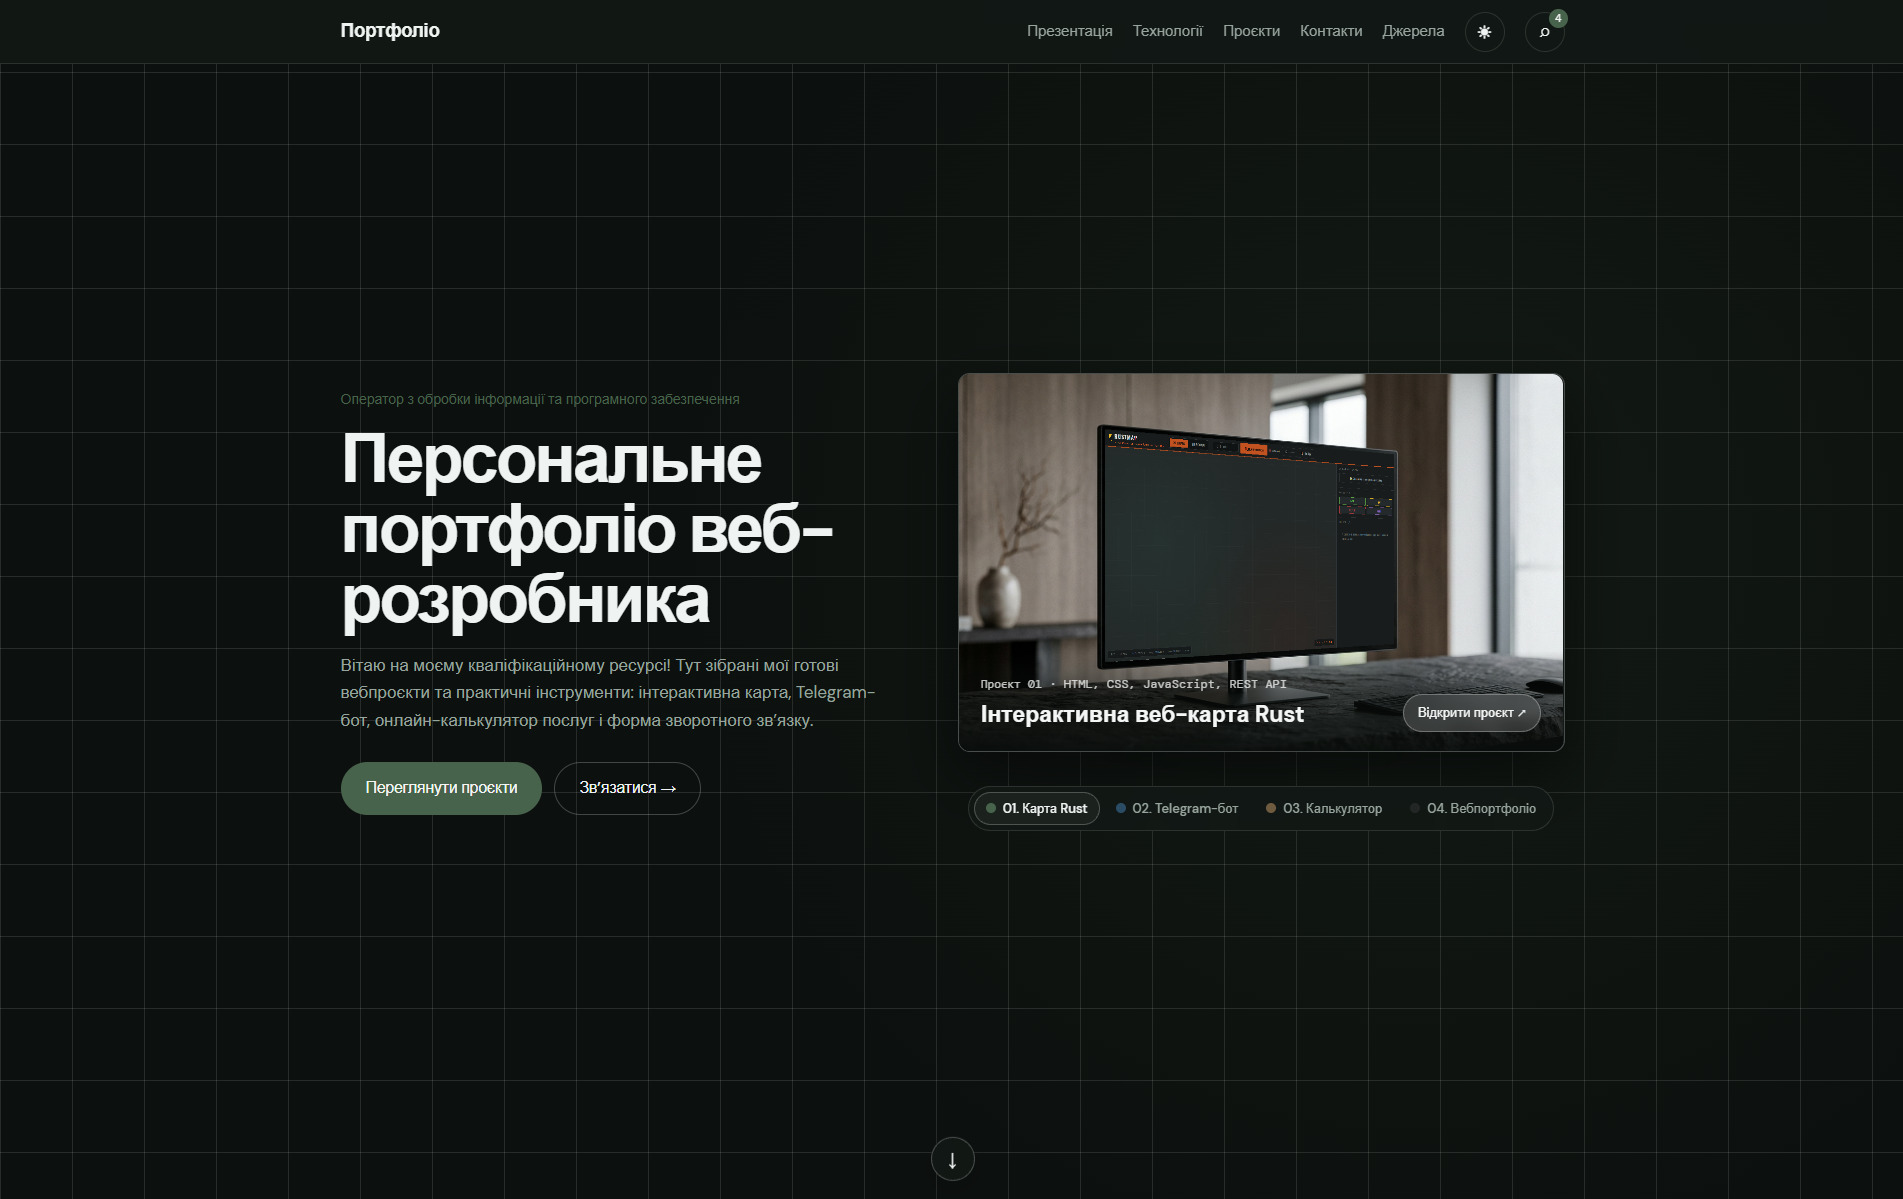 Портфоліо
Презентація
Технології
Проєкти
Контакти
Джерела
4
Оператор з обробки інформації та програмного забезпечення
Персональне
портфоліо веб-
розробника
Вітаю на моєму кваліфікаційному ресурсі! Тут зібрані мої готові
вебпроєкти та практичні інструменти: інтерактивна карта, Telegram-
бот, онлайн-калькулятор послуг і форма зворотного зв’язку.
Переглянути проєкти
Зв’язатися →
Проєкт 01 · HTML, CSS, JavaScript, REST API
Інтерактивна веб-карта Rust
Відкрити проєкт ↗
01. Карта Rust
02. Telegram-бот
03. Калькулятор
04. Вебпортфоліо
↓